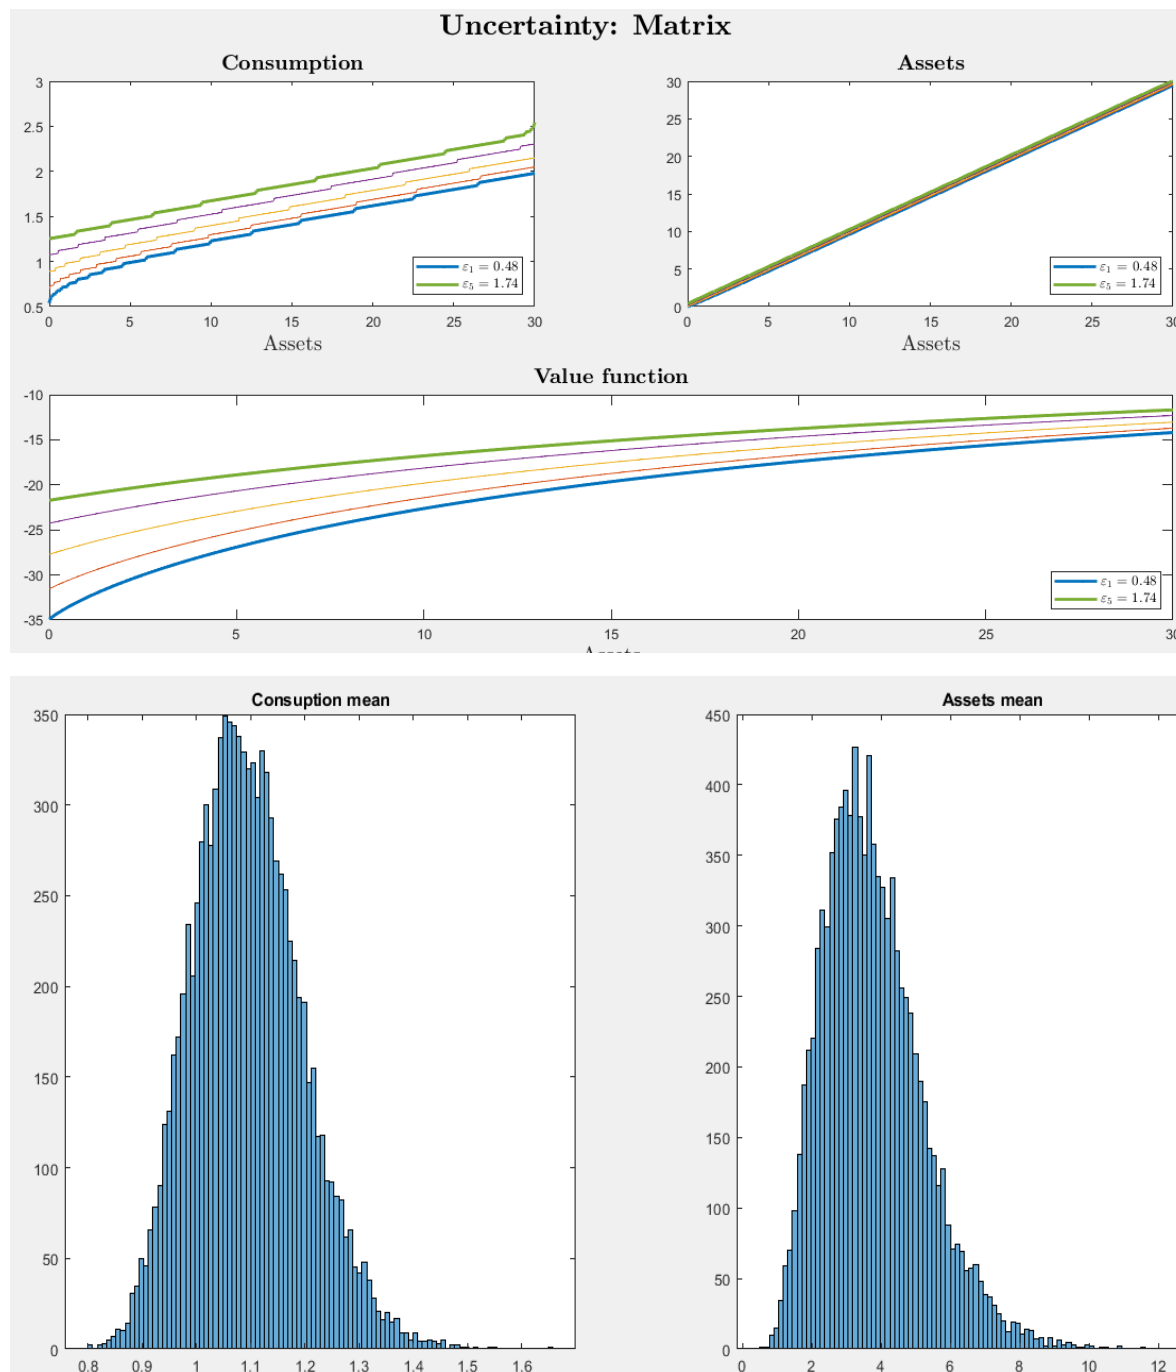 Uncertainty: Matrix
Consumption
3
2.5
2
1.5
1
0.5
0 5 10 15 20 25 30
Assets
ε1 = 0.48
ε5 = 1.74
Assets
30
25
20
15
10
5
0
0 5 10 15 20 25 30
Assets
ε1 = 0.48
ε5 = 1.74
Value function
-10
-15
-20
-25
-30
-35
0 5 10 15 20 25 30
Assets
ε1 = 0.48
ε5 = 1.74
Consuption mean
350
300
250
200
150
100
50
0
0.8 0.9 1 1.1 1.2 1.3 1.4 1.5 1.6
Assets mean
450
400
350
300
250
200
150
100
50
0
0 2 4 6 8 10 12